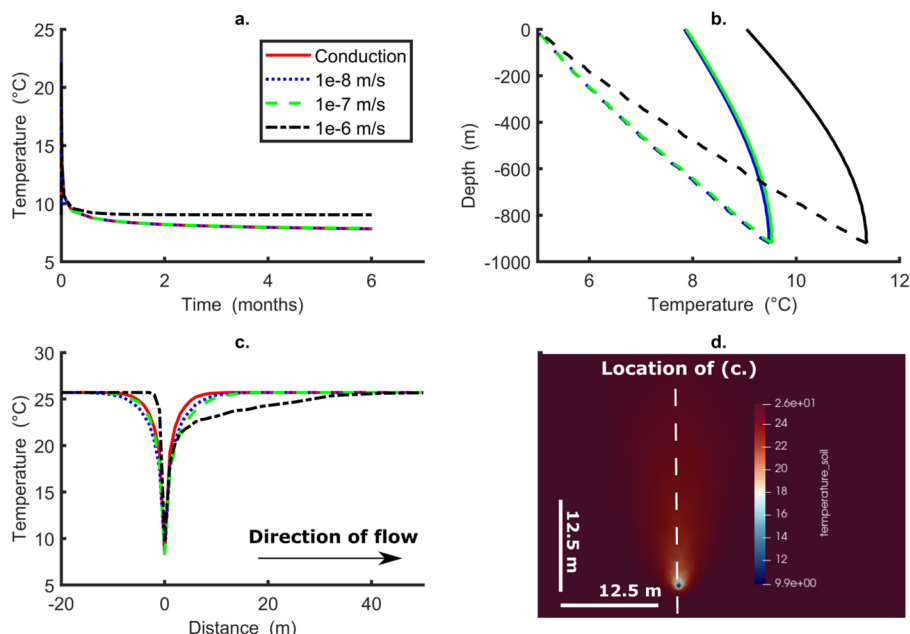 a.
25
20
15
10
5
Temperature (°C)
0
2
4
6
Time (months)
Conduction
1e-8 m/s
1e-7 m/s
1e-6 m/s
b.
0
-200
-400
-600
-800
-1000
Depth (m)
6
8
10
12
Temperature (°C)
c.
30
25
20
15
10
5
Temperature (°C)
-20
0
20
40
Distance (m)
Direction of flow
d.
Location of (c.)
2.6e+01
24
22
20
18
16
14
12
9.9e+00
temperature_soil
12.5 m
12.5 m